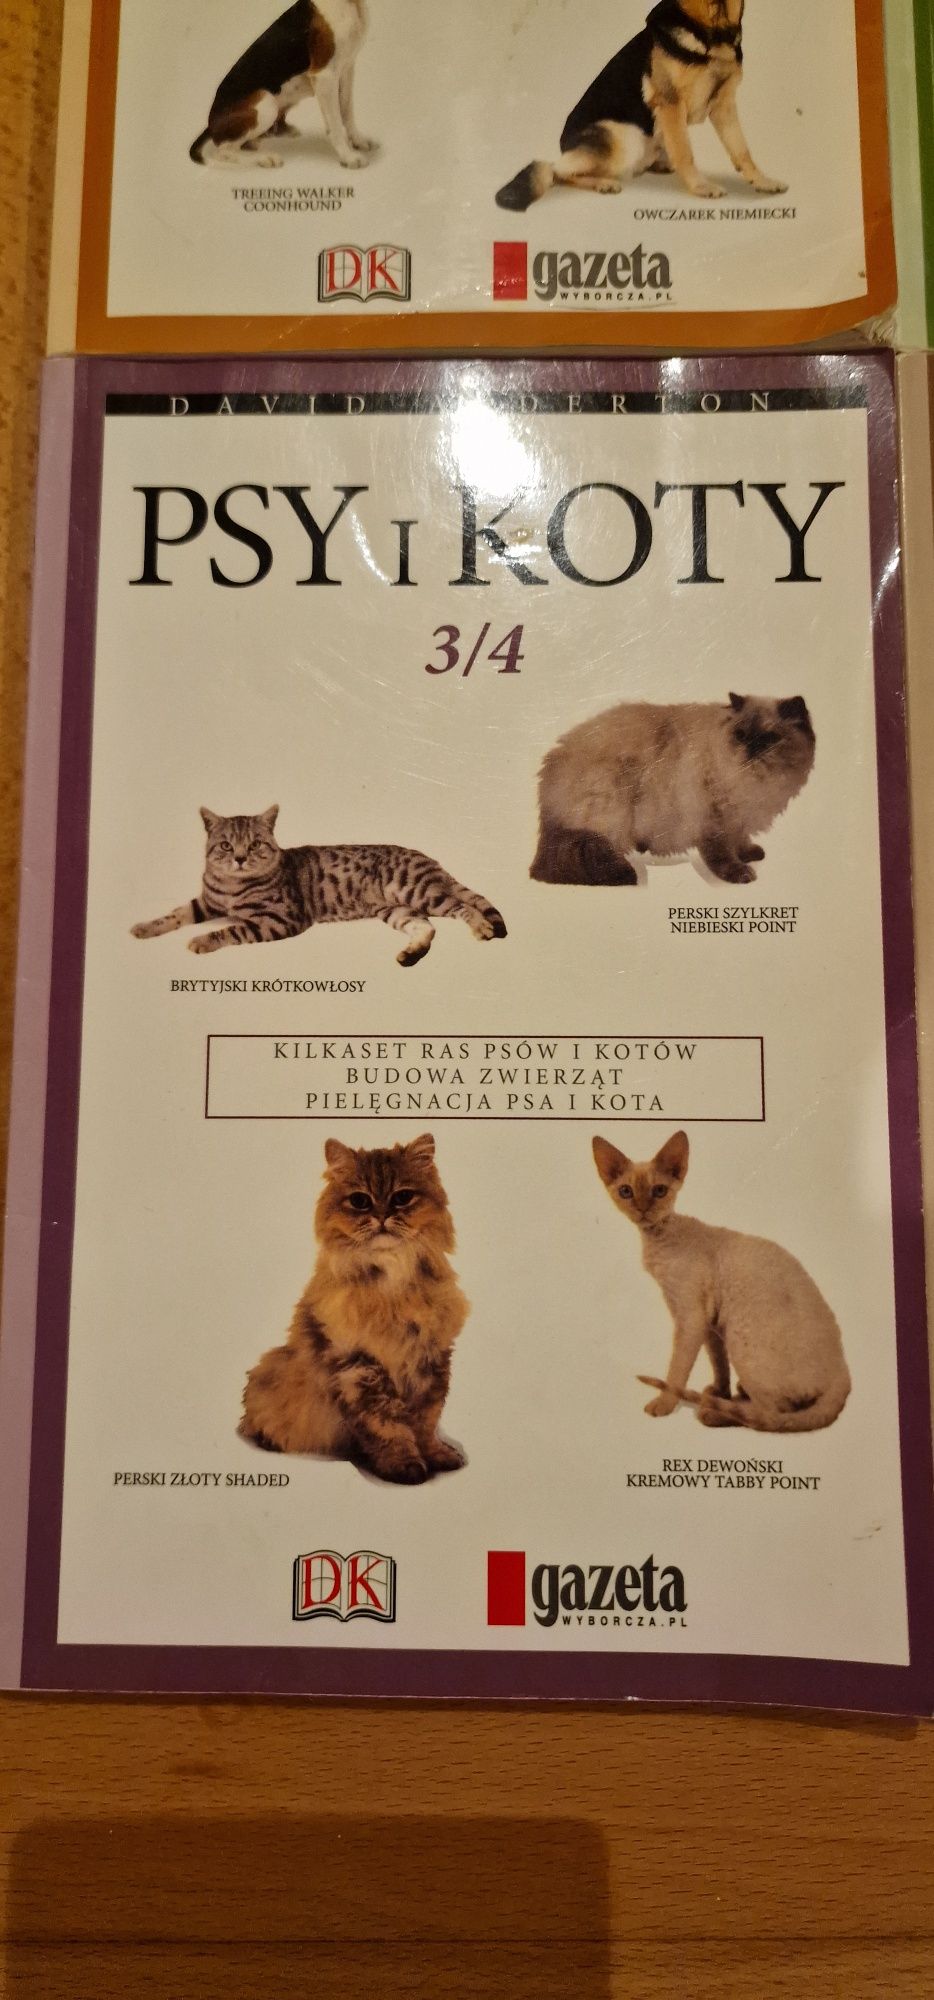 TREEING WALKER
COONHOUND
OWCZAREK NIEMIECKI
DK
gazeta
WYBORCZA.PL
DAVID ALDERTON
PSY I KOTY
3/4
PERSKI SZYLKRET
NIEBIESKI POINT
BRYTYJSKI KRÓTKOWŁOSY
KILKASET RAS PSÓW I KOTÓW
BUDOWA ZWIERZĄT
PIELĘGNACJA PSA I KOTA
PERSKI ZŁOTY SHADED
REX DEWOŃSKI
KREMOWY TABBY POINT
DK
gazeta
WYBORCZA.PL